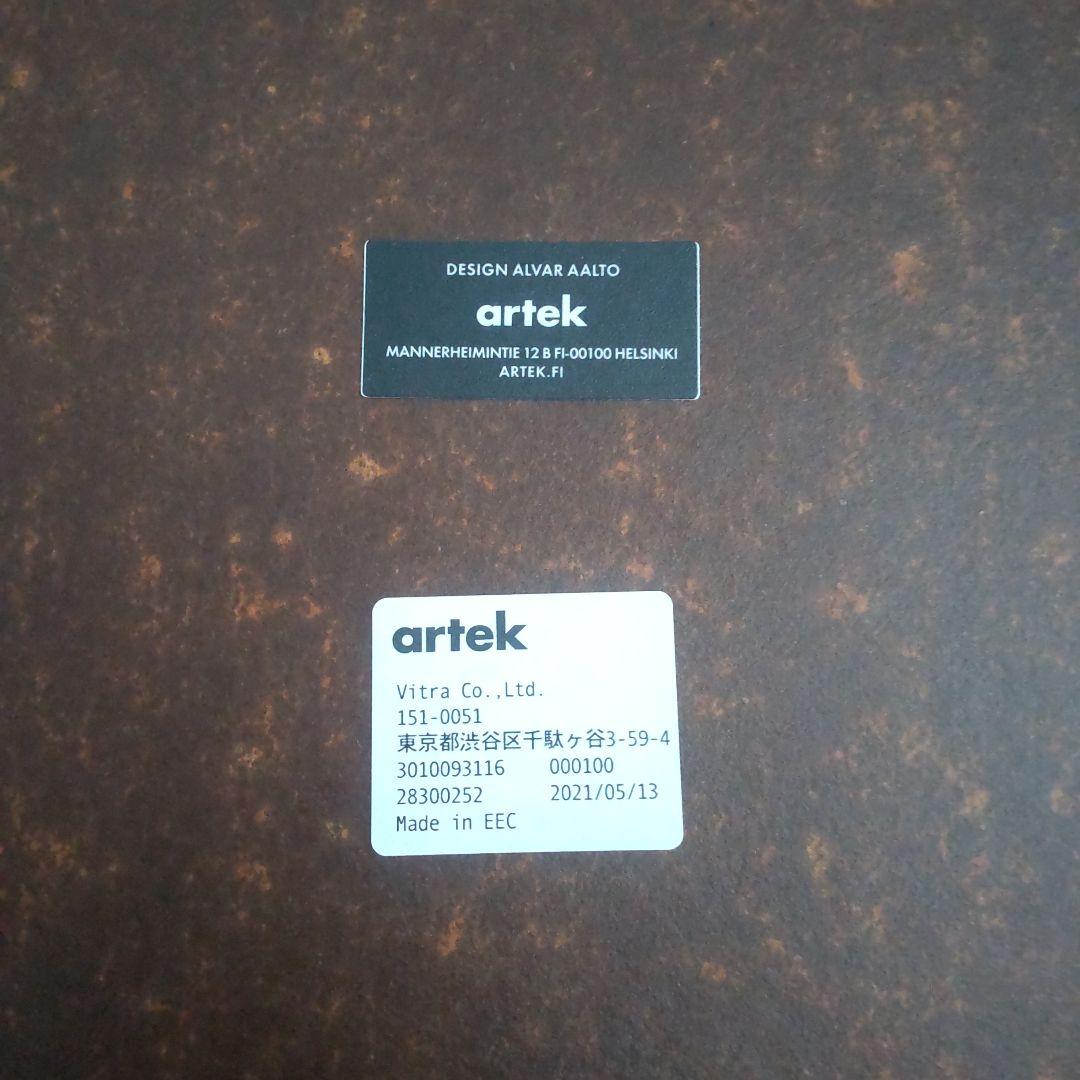 DESIGN ALVAR AALTO
artek
MANNERHEIMINTIE 12 B FI-00100 HELSINKI
ARTEK.FI
artek
Vitra Co.,Ltd.
151-0051
東京都渋谷区千駄ヶ谷3-59-4
3010093116 000100
28300252 2021/05/13
Made in EEC